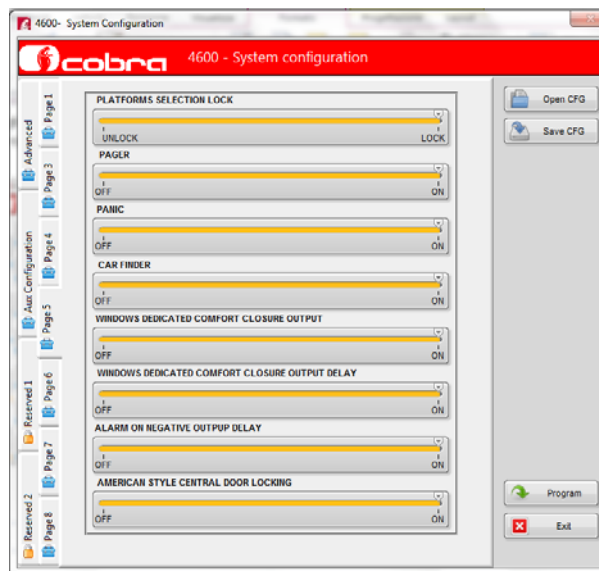 4600- System Configuration
cobra
4600 - System configuration
Advanced
Aux Configuration
Reserved 1
Reserved 2
Page 1
Page 3
Page 4
Page 5
Page 6
Page 7
Page 8
PLATFORMS SELECTION LOCK
UNLOCK LOCK
PAGER
OFF ON
PANIC
OFF ON
CAR FINDER
OFF ON
WINDOWS DEDICATED COMFORT CLOSURE OUTPUT
OFF ON
WINDOWS DEDICATED COMFORT CLOSURE OUTPUT DELAY
OFF ON
ALARM ON NEGATIVE OUTPUP DELAY
OFF ON
AMERICAN STYLE CENTRAL DOOR LOCKING
OFF ON
Open CFG
Save CFG
Program
Exit